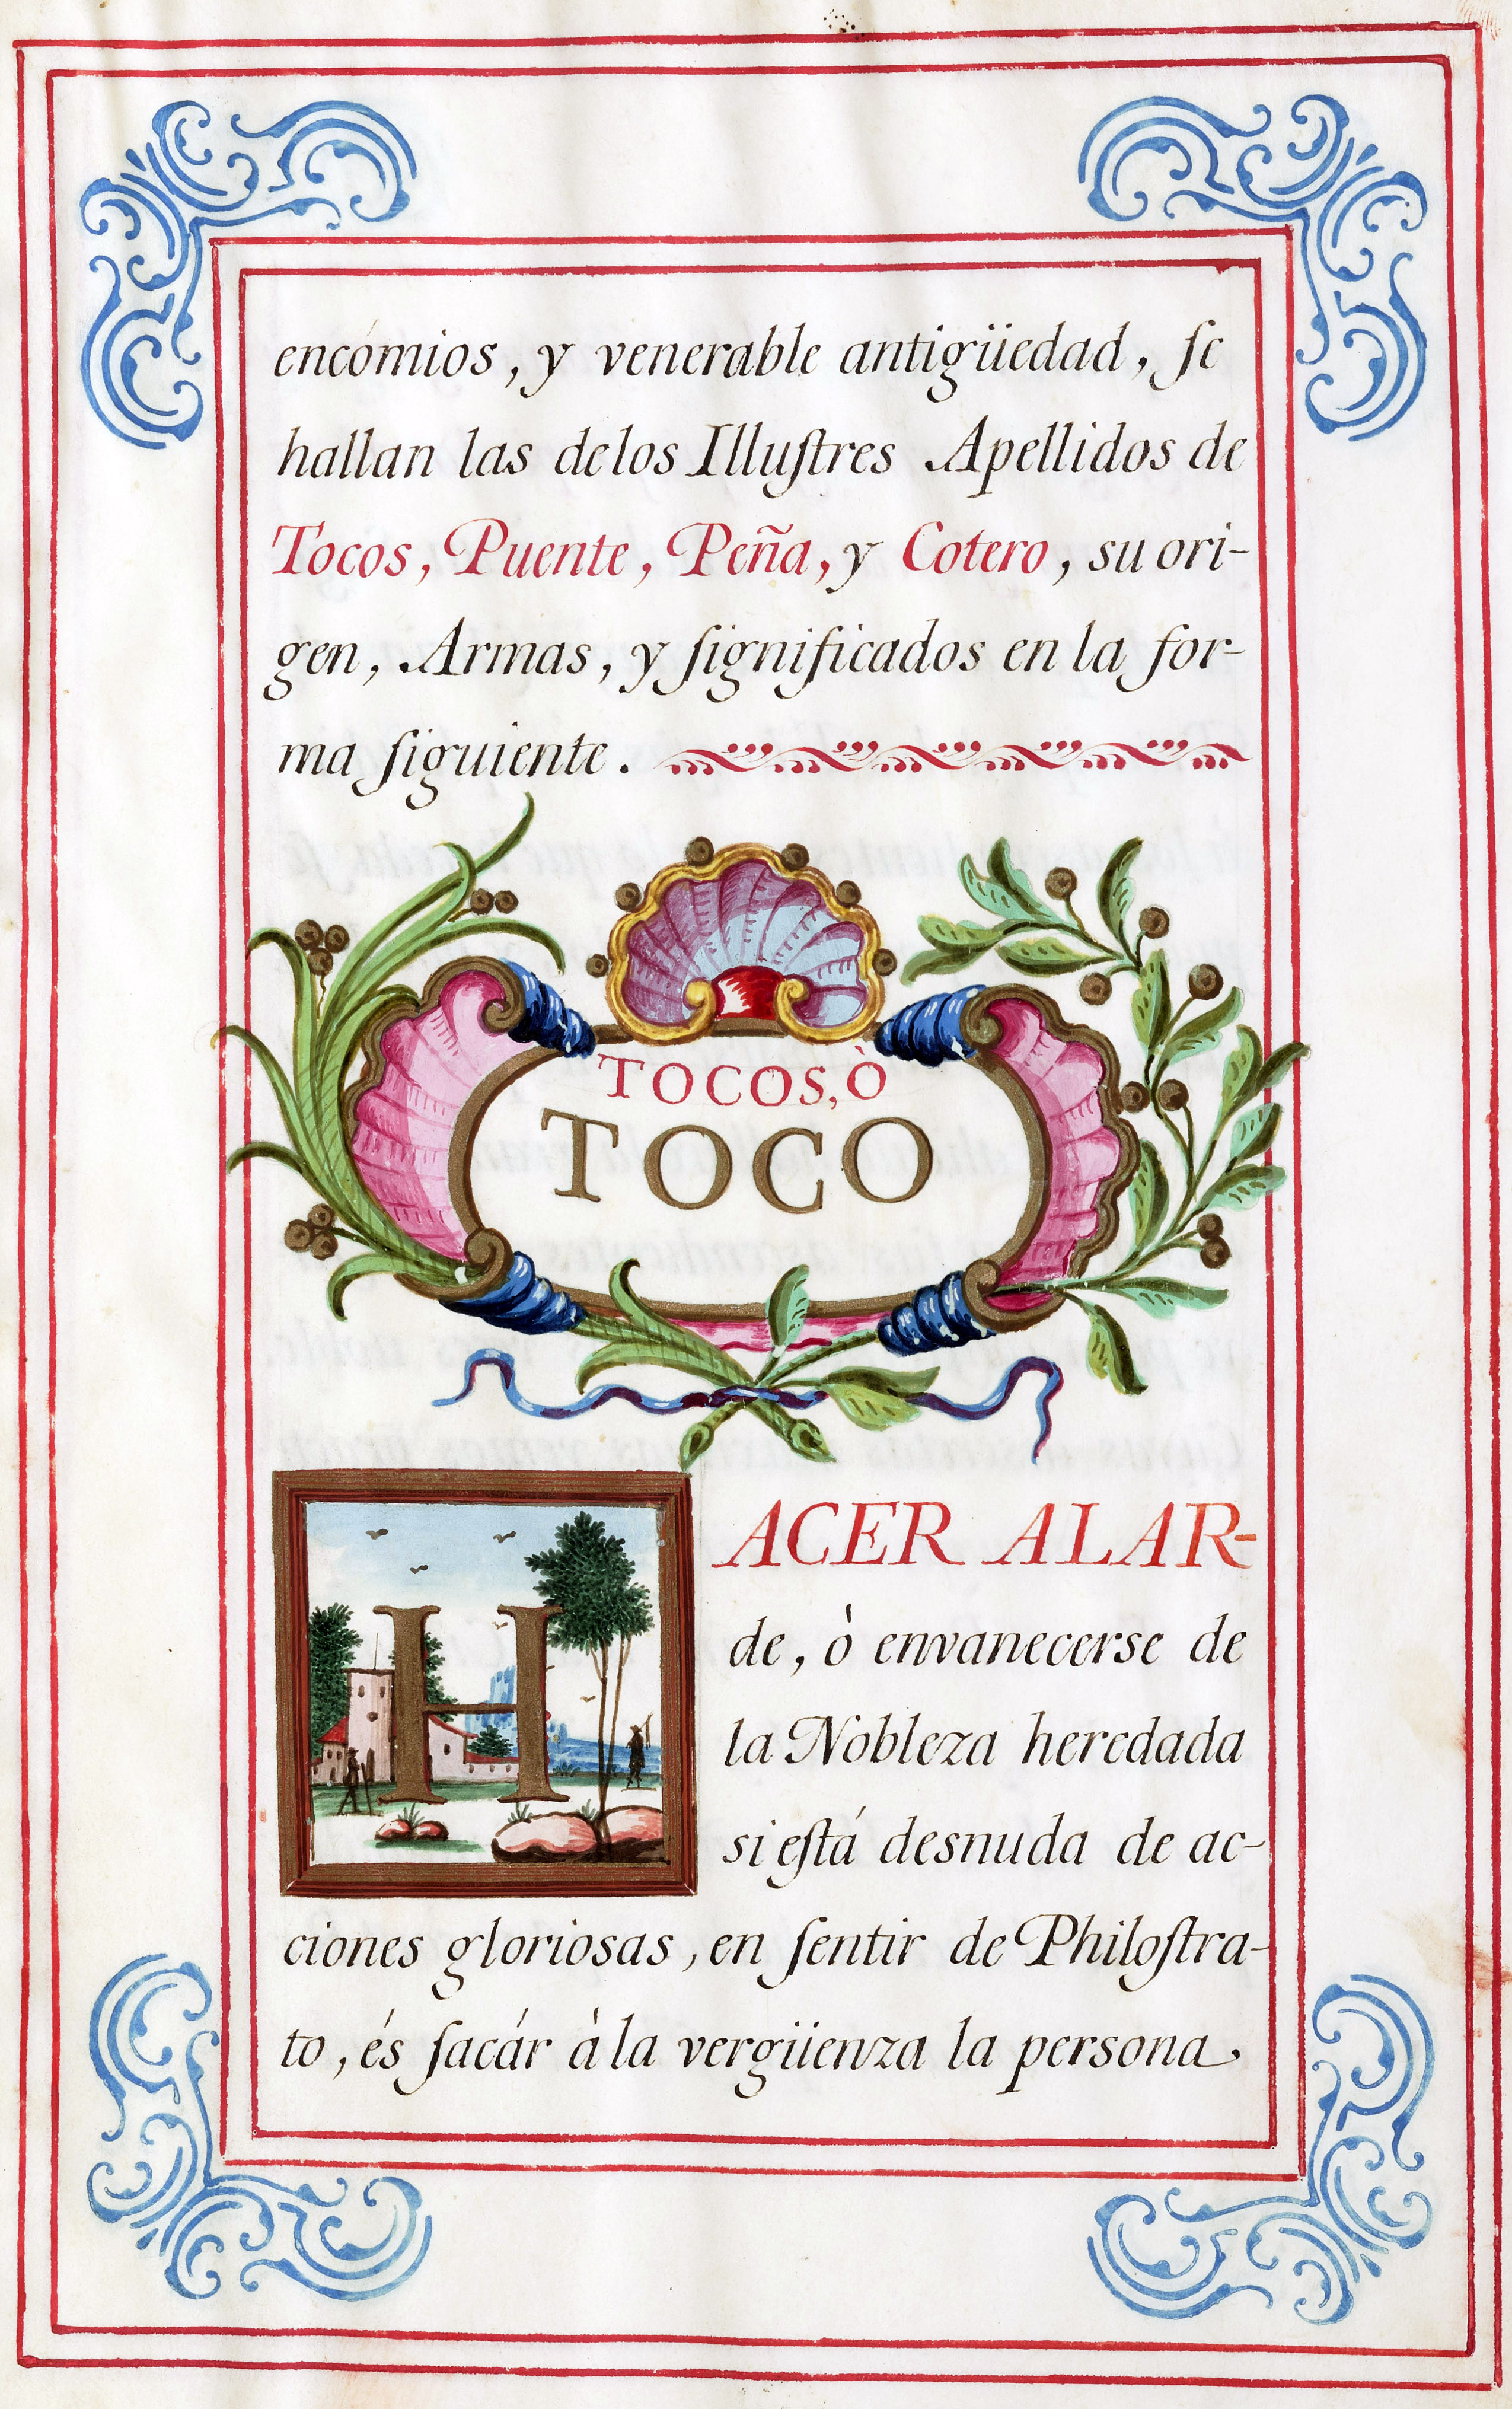 encómios, y venerable antigüedad, ſe
hallan las delos Illuſtres Apellidos de
Tocos, Puente, Peña, y Cotero, su ori-
gen, Armas, y ſignificados en la for-
ma ſiguiente.
TOCOS, Ò
TOCO
HACER ALAR-
de, ò envanecerse de
la Nobleza heredada
si eſtá desnuda de ac-
ciones gloriosas, en ſentir de Philoſtra-
to, és ſacár à la vergüenza la persona